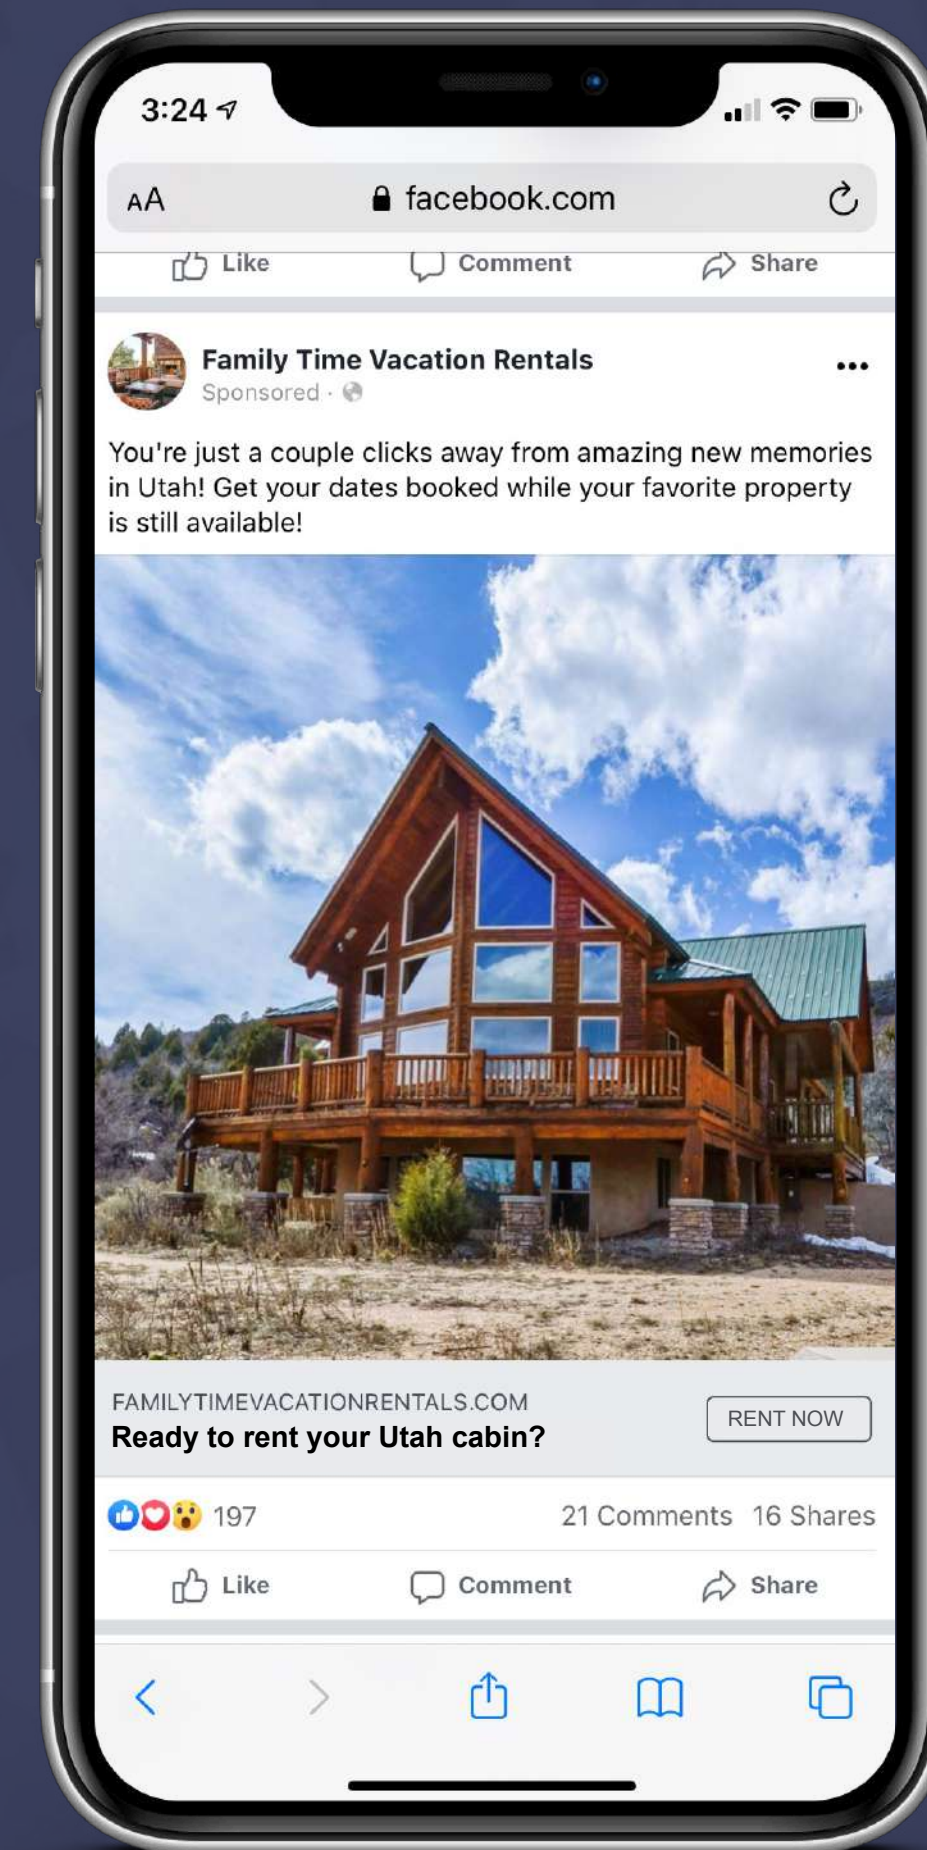 3:24
AA facebook.com
Like Comment Share
Family Time Vacation Rentals
Sponsored ·
You're just a couple clicks away from amazing new memories
in Utah! Get your dates booked while your favorite property
is still available!
FAMILYTIMEVACATIONRENTALS.COM
Ready to rent your Utah cabin?
RENT NOW
197 21 Comments 16 Shares
Like Comment Share